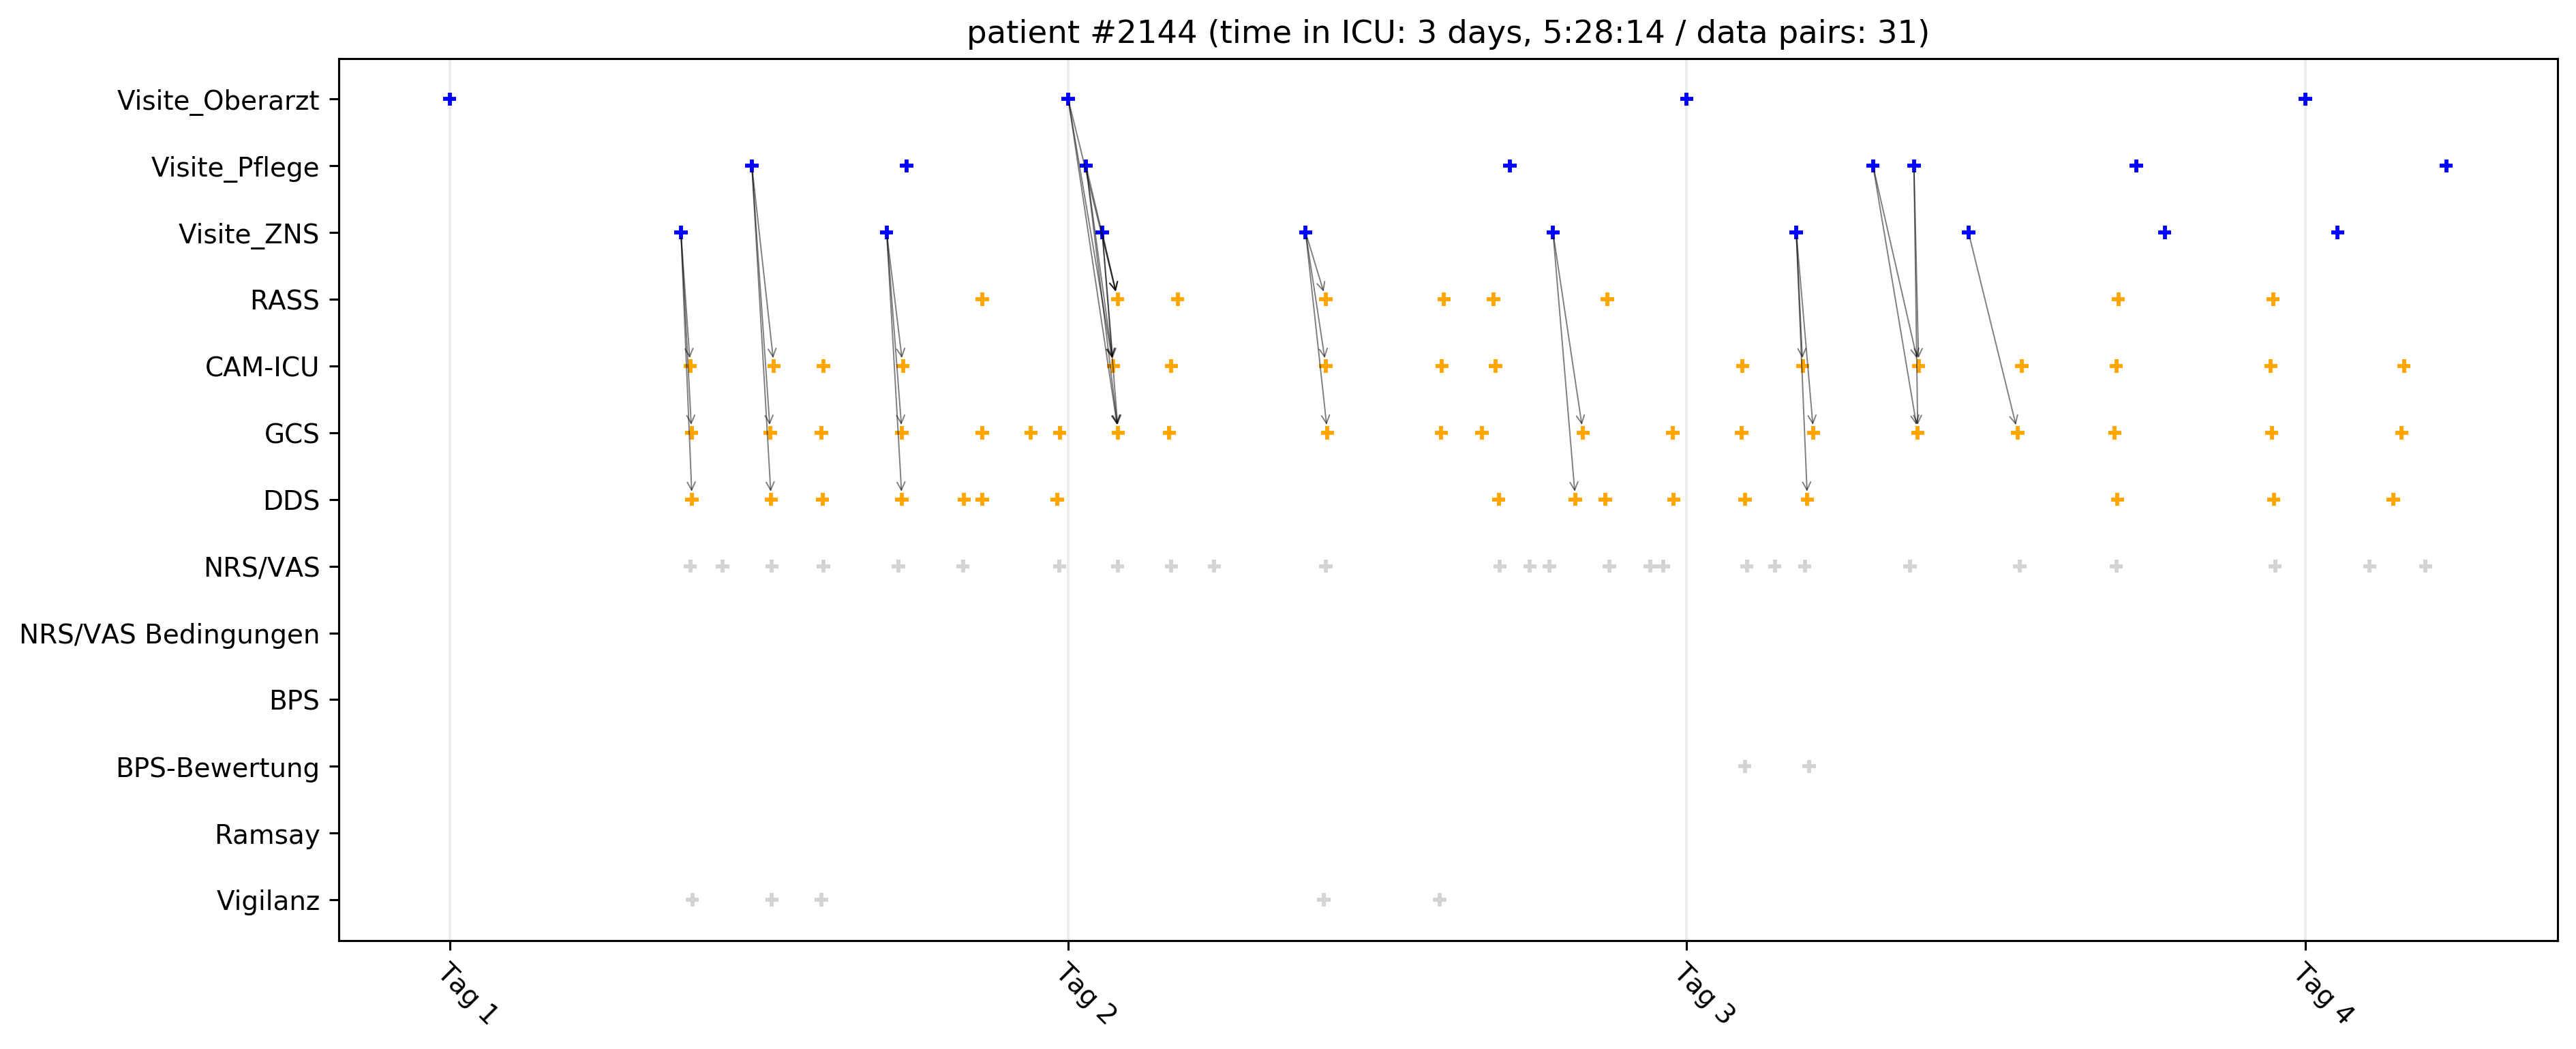 patient #2144 (time in ICU: 3 days, 5:28:14 / data pairs: 31)
Visite_Oberarzt
Visite_Pflege
Visite_ZNS
RASS
CAM-ICU
GCS
DDS
NRS/VAS
NRS/VAS Bedingungen
BPS
BPS-Bewertung
Ramsay
Vigilanz
Tag 1
Tag 2
Tag 3
Tag 4